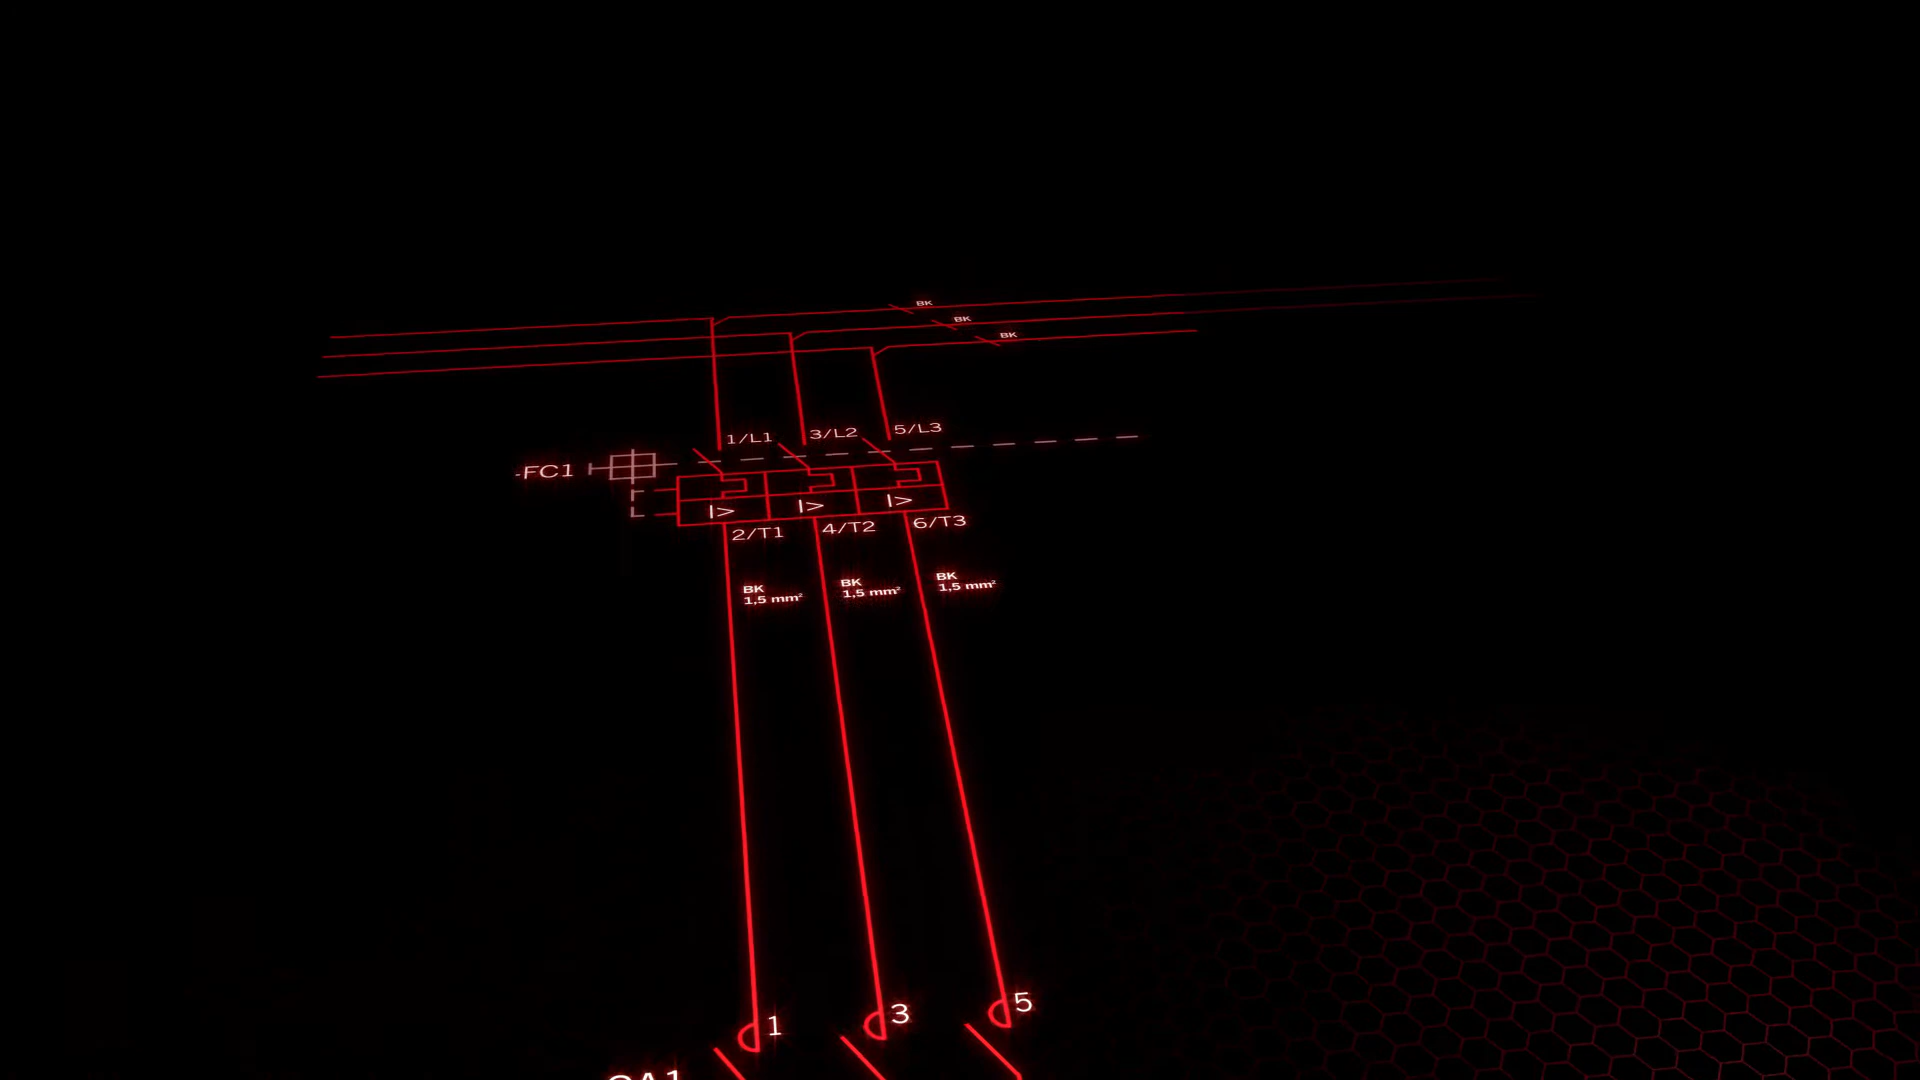 BK
BK
BK
1/L1 3/L2 5/L3
-FC1
I> I> I>
2/T1 4/T2 6/T3
BK
1,5 mm²
BK
1,5 mm²
BK
1,5 mm²
1 3 5